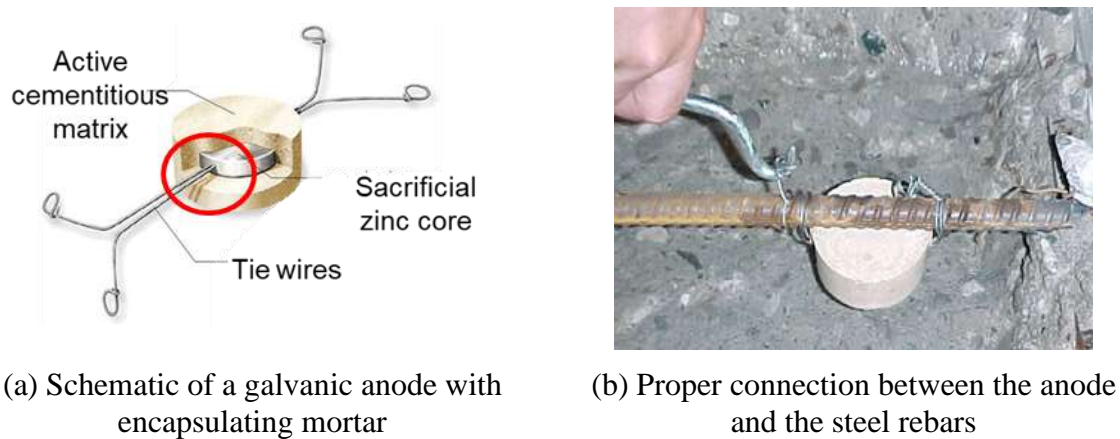 Active
cementitious
matrix
Sacrificial
zinc core
Tie wires
(a) Schematic of a galvanic anode with
encapsulating mortar
(b) Proper connection between the anode
and the steel rebars